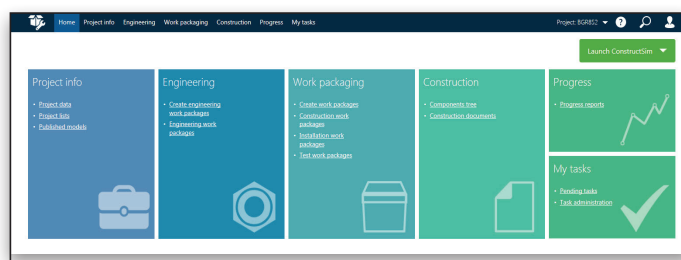 Home Project info Engineering Work packaging Construction Progress My tasks
Project: BGR852
?
Launch ConstructSim
Project info
• Project data
• Project lists
• Published models
Engineering
• Create engineering
work packages
• Engineering work
packages
Work packaging
• Create work packages
• Construction work
packages
• Installation work
packages
• Test work packages
Construction
• Components tree
• Construction documents
Progress
• Progress reports
My tasks
• Pending tasks
• Task administration